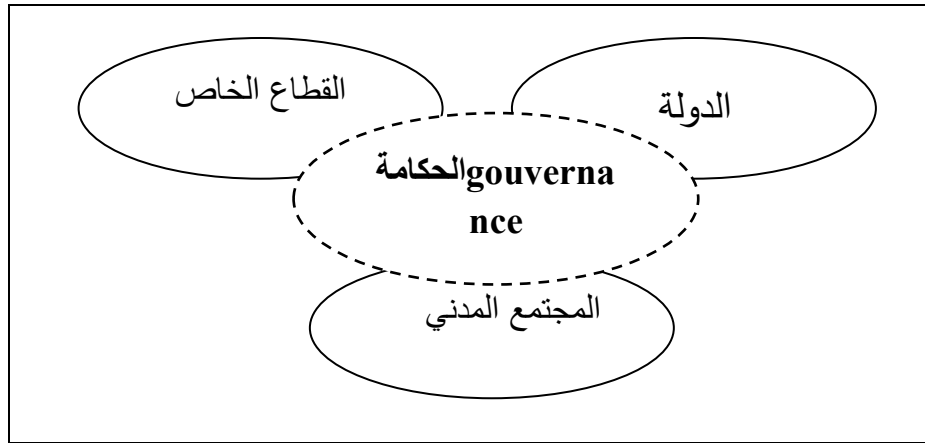 القطاع الخاص
الدولة
الحكامةgouverna
nce
المجتمع المدني